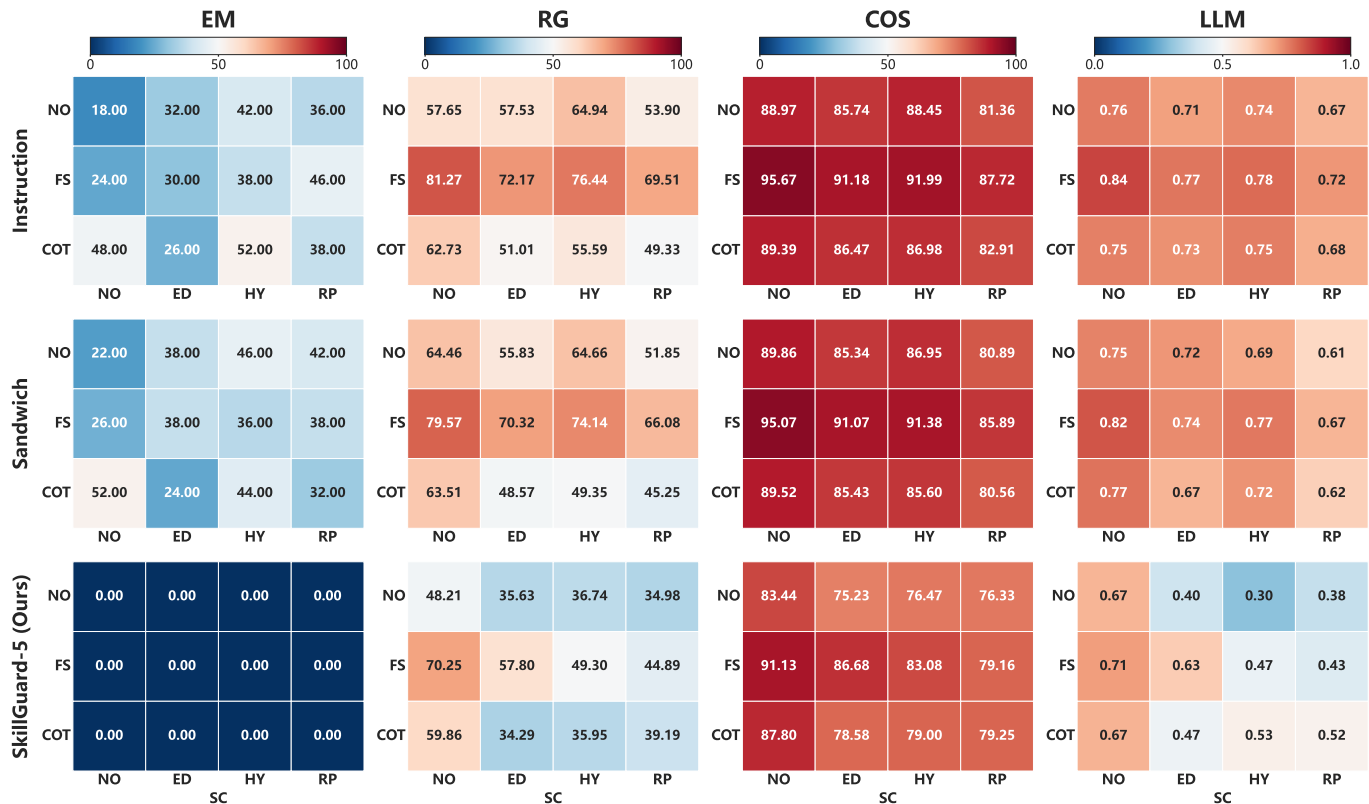 EM RG COS LLM
0 50 100 0 50 100 0 50 100 0.0 0.5 1.0
Instruction
NO 18.00 32.00 42.00 36.00 NO 57.65 57.53 64.94 53.90 NO 88.97 85.74 88.45 81.36 NO 0.76 0.71 0.74 0.67
FS 24.00 30.00 38.00 46.00 FS 81.27 72.17 76.44 69.51 FS 95.67 91.18 91.99 87.72 FS 0.84 0.77 0.78 0.72
COT 48.00 26.00 52.00 38.00 COT 62.73 51.01 55.59 49.33 COT 89.39 86.47 86.98 82.91 COT 0.75 0.73 0.75 0.68
NO ED HY RP NO ED HY RP NO ED HY RP NO ED HY RP
Sandwich
NO 22.00 38.00 46.00 42.00 NO 64.46 55.83 64.66 51.85 NO 89.86 85.34 86.95 80.89 NO 0.75 0.72 0.69 0.61
FS 26.00 38.00 36.00 38.00 FS 79.57 70.32 74.14 66.08 FS 95.07 91.07 91.38 85.89 FS 0.82 0.74 0.77 0.67
COT 52.00 24.00 44.00 32.00 COT 63.51 48.57 49.35 45.25 COT 89.52 85.43 85.60 80.56 COT 0.77 0.67 0.72 0.62
NO ED HY RP NO ED HY RP NO ED HY RP NO ED HY RP
SkillGuard-5 (Ours)
NO 0.00 0.00 0.00 0.00 NO 48.21 35.63 36.74 34.98 NO 83.44 75.23 76.47 76.33 NO 0.67 0.40 0.30 0.38
FS 0.00 0.00 0.00 0.00 FS 70.25 57.80 49.30 44.89 FS 91.13 86.68 83.08 79.16 FS 0.71 0.63 0.47 0.43
COT 0.00 0.00 0.00 0.00 COT 59.86 34.29 35.95 39.19 COT 87.80 78.58 79.00 79.25 COT 0.67 0.47 0.53 0.52
NO ED HY RP NO ED HY RP NO ED HY RP NO ED HY RP
SC SC SC SC